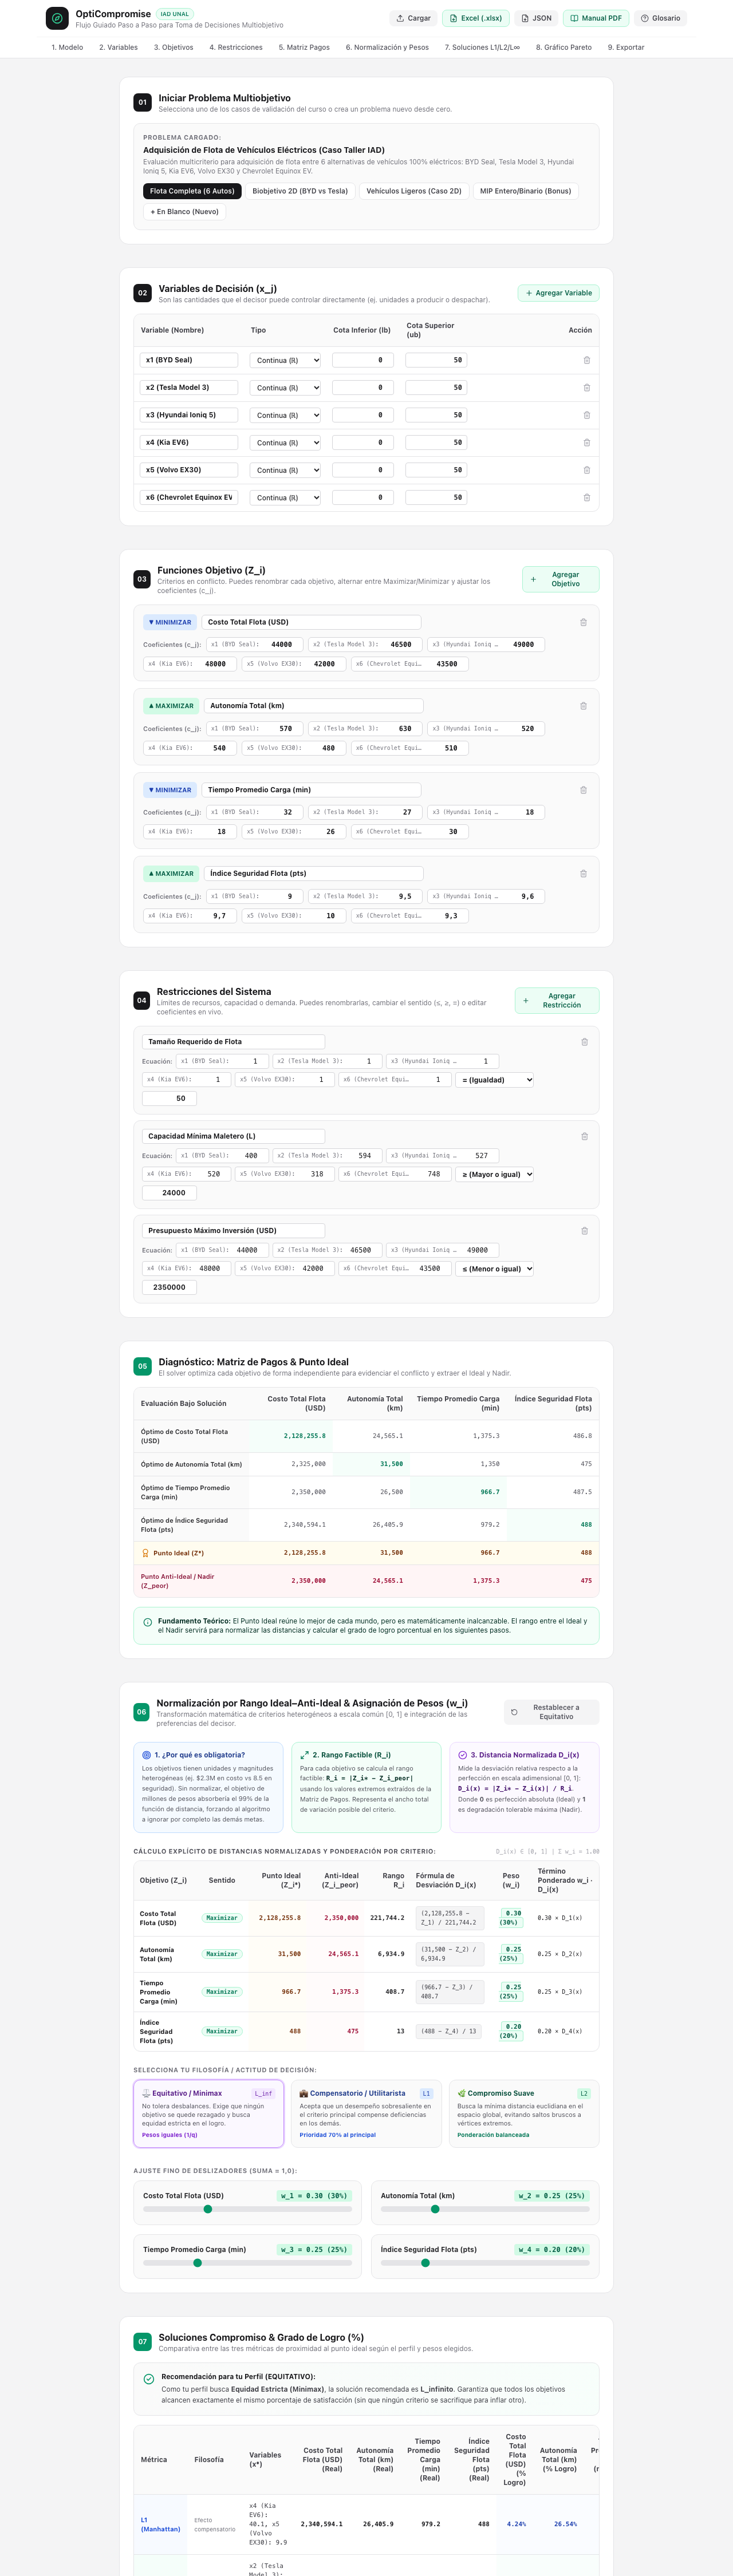 OptiCompromise IAD UNAL
Flujo Guiado Paso a Paso para Toma de Decisiones Multiobjetivo
Cargar Excel (.xlsx) JSON Manual PDF Glosario
1. Modelo 2. Variables 3. Objetivos 4. Restricciones 5. Matriz Pagos 6. Normalización y Pesos 7. Soluciones L1/L2/L∞ 8. Gráfico Pareto 9. Exportar
01 Iniciar Problema Multiobjetivo
Selecciona uno de los casos de validación del curso o crea un problema nuevo desde cero.
PROBLEMA CARGADO:
Adquisición de Flota de Vehículos Eléctricos (Caso Taller IAD)
Evaluación multicriterio para adquisición de flota entre 6 alternativas de vehículos 100% eléctricos: BYD Seal, Tesla Model 3, Hyundai
Ioniq 5, Kia EV6, Volvo EX30 y Chevrolet Equinox EV.
Flota Completa (6 Autos) Biobjetivo 2D (BYD vs Tesla) Vehículos Ligeros (Caso 2D) MIP Entero/Binario (Bonus)
+ En Blanco (Nuevo)
02 Variables de Decisión (x_j)
Son las cantidades que el decisor puede controlar directamente (ej. unidades a producir o despachar).
+ Agregar Variable
Variable (Nombre) Tipo Cota Inferior (lb) Cota Superior
(ub) Acción
x1 (BYD Seal) Continua (ℝ) 0 50
x2 (Tesla Model 3) Continua (ℝ) 0 50
x3 (Hyundai Ioniq 5) Continua (ℝ) 0 50
x4 (Kia EV6) Continua (ℝ) 0 50
x5 (Volvo EX30) Continua (ℝ) 0 50
x6 (Chevrolet Equinox EV Continua (ℝ) 0 50
03 Funciones Objetivo (Z_i)
Criterios en conflicto. Puedes renombrar cada objetivo, alternar entre Maximizar/Minimizar y ajustar los
coeficientes (c_j).
+ Agregar
Objetivo
▼ MINIMIZAR Costo Total Flota (USD)
Coeficientes (c_j): x1 (BYD Seal): 44000 x2 (Tesla Model 3): 46500 x3 (Hyundai Ioniq … 49000
x4 (Kia EV6): 48000 x5 (Volvo EX30): 42000 x6 (Chevrolet Equi… 43500
▲ MAXIMIZAR Autonomía Total (km)
Coeficientes (c_j): x1 (BYD Seal): 570 x2 (Tesla Model 3): 630 x3 (Hyundai Ioniq … 520
x4 (Kia EV6): 540 x5 (Volvo EX30): 480 x6 (Chevrolet Equi… 510
▼ MINIMIZAR Tiempo Promedio Carga (min)
Coeficientes (c_j): x1 (BYD Seal): 32 x2 (Tesla Model 3): 27 x3 (Hyundai Ioniq … 18
x4 (Kia EV6): 18 x5 (Volvo EX30): 26 x6 (Chevrolet Equi… 30
▲ MAXIMIZAR Índice Seguridad Flota (pts)
Coeficientes (c_j): x1 (BYD Seal): 9 x2 (Tesla Model 3): 9,5 x3 (Hyundai Ioniq … 9,6
x4 (Kia EV6): 9,7 x5 (Volvo EX30): 10 x6 (Chevrolet Equi… 9,3
04 Restricciones del Sistema
Límites de recursos, capacidad o demanda. Puedes renombrarlas, cambiar el sentido (≤, ≥, =) o editar
coeficientes en vivo.
+ Agregar
Restricción
Tamaño Requerido de Flota
Ecuación: x1 (BYD Seal): 1 x2 (Tesla Model 3): 1 x3 (Hyundai Ioniq … 1
x4 (Kia EV6): 1 x5 (Volvo EX30): 1 x6 (Chevrolet Equi… 1 = (Igualdad)
50
Capacidad Mínima Maletero (L)
Ecuación: x1 (BYD Seal): 400 x2 (Tesla Model 3): 594 x3 (Hyundai Ioniq … 527
x4 (Kia EV6): 520 x5 (Volvo EX30): 318 x6 (Chevrolet Equi… 748 ≥ (Mayor o igual)
24000
Presupuesto Máximo Inversión (USD)
Ecuación: x1 (BYD Seal): 44000 x2 (Tesla Model 3): 46500 x3 (Hyundai Ioniq … 49000
x4 (Kia EV6): 48000 x5 (Volvo EX30): 42000 x6 (Chevrolet Equi… 43500 ≤ (Menor o igual)
2350000
05 Diagnóstico: Matriz de Pagos & Punto Ideal
El solver optimiza cada objetivo de forma independiente para evidenciar el conflicto y extraer el Ideal y Nadir.
Evaluación Bajo Solución Costo Total Flota (USD) Autonomía Total (km) Tiempo Promedio Carga (min) Índice Seguridad Flota (pts)
Óptimo de Costo Total Flota (USD) 2,128,255.8 24,565.1 1,375.3 486.8
Óptimo de Autonomía Total (km) 2,325,000 31,500 1,350 475
Óptimo de Tiempo Promedio Carga (min) 2,350,000 26,500 966.7 487.5
Óptimo de Índice Seguridad Flota (pts) 2,340,594.1 26,405.9 979.2 488
Punto Ideal (Z*) 2,128,255.8 31,500 966.7 488
Punto Anti-Ideal / Nadir (Z_peor) 2,350,000 24,565.1 1,375.3 475
Fundamento Teórico: El Punto Ideal reúne lo mejor de cada mundo, pero es matemáticamente inalcanzable. El rango entre el Ideal y
el Nadir servirá para normalizar las distancias y calcular el grado de logro porcentual en los siguientes pasos.
06 Normalización por Rango Ideal–Anti-Ideal & Asignación de Pesos (w_i)
Transformación matemática de criterios heterogéneos a escala común [0, 1] e integración de las
preferencias del decisor.
Restablecer a
Equitativo
1. ¿Por qué es obligatoria?
Los objetivos tienen unidades y magnitudes
heterogéneas (ej. $2.3M en costo vs 8.5 en
seguridad). Sin normalizar, el objetivo de
millones de pesos absorbería el 99% de la
función de distancia, forzando al algoritmo
a ignorar por completo las demás metas.
2. Rango Factible (R_i)
Para cada objetivo se calcula el rango
factible: R_i = |Z_i* − Z_i_peor|
usando los valores extremos extraídos de la
Matriz de Pagos. Representa el ancho total
de variación posible del criterio.
3. Distancia Normalizada D_i(x)
Mide la desviación relativa respecto a la
perfección en escala adimensional [0, 1]:
D_i(x) = |Z_i* − Z_i(x)| / R_i.
Donde 0 es perfección absoluta (Ideal) y 1
es degradación tolerable máxima (Nadir).
CÁLCULO EXPLÍCITO DE DISTANCIAS NORMALIZADAS Y PONDERACIÓN POR CRITERIO: D_i(x) ∈ [0, 1] | Σ w_i = 1.00
Objetivo (Z_i) Sentido Punto Ideal (Z_i*) Anti-Ideal (Z_i_peor) Rango R_i Fórmula de Desviación D_i(x) Peso (w_i) Término Ponderado w_i · D_i(x)
Costo Total Flota (USD) Maximizar 2,128,255.8 2,350,000 221,744.2 (2,128,255.8 − Z_1) / 221,744.2 0.30 (30%) 0.30 × D_1(x)
Autonomía Total (km) Maximizar 31,500 24,565.1 6,934.9 (31,500 − Z_2) / 6,934.9 0.25 (25%) 0.25 × D_2(x)
Tiempo Promedio Carga (min) Maximizar 966.7 1,375.3 408.7 (966.7 − Z_3) / 408.7 0.25 (25%) 0.25 × D_3(x)
Índice Seguridad Flota (pts) Maximizar 488 475 13 (488 − Z_4) / 13 0.20 (20%) 0.20 × D_4(x)
SELECCIONA TU FILOSOFÍA / ACTITUD DE DECISIÓN:
Equitativo / Minimax L_inf
No tolera desbalances. Exige que ningún
objetivo se quede rezagado y busca
equidad estricta en el logro.
Pesos iguales (1/q)
Compensatorio / Utilitarista L1
Acepta que un desempeño sobresaliente en
el criterio principal compense deficiencias
en los demás.
Prioridad 70% al principal
Compromiso Suave L2
Busca la mínima distancia euclidiana en el
espacio global, evitando saltos bruscos a
vértices extremos.
Ponderación balanceada
AJUSTE FINO DE DESLIZADORES (SUMA = 1,0):
Costo Total Flota (USD) w_1 = 0.30 (30%)
Autonomía Total (km) w_2 = 0.25 (25%)
Tiempo Promedio Carga (min) w_3 = 0.25 (25%)
Índice Seguridad Flota (pts) w_4 = 0.20 (20%)
07 Soluciones Compromiso & Grado de Logro (%)
Comparativa entre las tres métricas de proximidad al punto ideal según el perfil y pesos elegidos.
Recomendación para tu Perfil (EQUITATIVO):
Como tu perfil busca Equidad Estricta (Minimax), la solución recomendada es L_infinito. Garantiza que todos los objetivos
alcancen exactamente el mismo porcentaje de satisfacción (sin que ningún criterio se sacrifique para inflar otro).
Métrica Filosofía Variables (x*) Costo Total Flota (USD) (Real) Autonomía Total (km) (Real) Tiempo Promedio Carga (min) (Real) Índice Seguridad Flota (pts) (Real) Costo Total Flota (USD) (% Logro) Autonomía Total (km) (% Logro)
L1 (Manhattan) Efecto compensatorio x4 (Kia EV6): 40.1, x5 (Volvo EX30): 9.9 2,340,594.1 26,405.9 979.2 488 4.24% 26.54%
x2 (Tesla